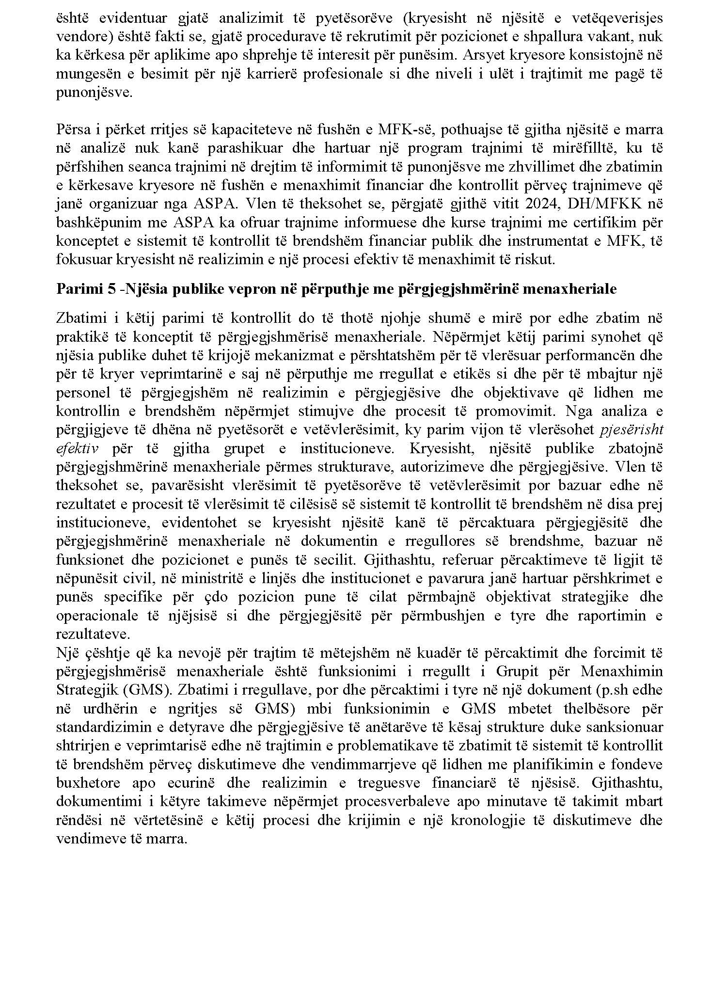 është evidentuar gjatë analizimit të pyetësorëve (kryesisht në njësitë e vetëqeverisjes
vendore) është fakti se, gjatë procedurave të rekrutimit për pozicionet e shpallura vakant, nuk
ka kërkesa për aplikime apo shprehje të interesit për punësim. Arsyet kryesore konsistojnë në
mungesën e besimit për një karrierë profesionale si dhe niveli i ulët i trajtimit me pagë të
punonjësve.
Përsa i përket rritjes së kapaciteteve në fushën e MFK-së, pothuajse të gjitha njësitë e marra
në analizë nuk kanë parashikuar dhe hartuar një program trajnimi të mirëfilltë, ku të
përfshihen seanca trajnimi në drejtim të informimit të punonjësve me zhvillimet dhe zbatimin
e kërkesave kryesore në fushën e menaxhimit financiar dhe kontrollit përveç trajnimeve që
janë organizuar nga ASPA. Vlen të theksohet se, përgjatë gjithë vitit 2024, DH/MFKK në
bashkëpunim me ASPA ka ofruar trajnime informuese dhe kurse trajnimi me certifikim për
konceptet e sistemit të kontrollit të brendshëm financiar publik dhe instrumentat e MFK, të
fokusuar kryesisht në realizimin e një procesi efektiv të menaxhimit të riskut.
Parimi 5 -Njësia publike vepron në përputhje me përgjegjshmërinë menaxheriale
Zbatimi i këtij parimi të kontrollit do të thotë njohje shumë e mirë por edhe zbatim në
praktikë të konceptit të përgjegjshmërisë menaxheriale. Nëpërmjet këtij parimi synohet që
njësia publike duhet të krijojë mekanizmat e përshtatshëm për të vlerësuar performancën dhe
për të kryer veprimtarinë e saj në përputhje me rregullat e etikës si dhe për të mbajtur një
personel të përgjegjshëm në realizimin e përgjegjësive dhe objektivave që lidhen me
kontrollin e brendshëm nëpërmjet stimujve dhe procesit të promovimit. Nga analiza e
përgjigjeve të dhëna në pyetësorët e vetëvlerësimit, ky parim vijon të vlerësohet pjesërisht
efektiv për të gjitha grupet e institucioneve. Kryesisht, njësitë publike zbatojnë
përgjegjshmërinë menaxheriale përmes strukturave, autorizimeve dhe përgjegjësive. Vlen të
theksohet se, pavarësisht vlerësimit të pyetësorëve të vetëvlerësimit por bazuar edhe në
rezultatet e procesit të vlerësimit të cilësisë së sistemit të kontrollit të brendshëm në disa prej
institucioneve, evidentohet se kryesisht njësitë kanë të përcaktuara përgjegjësitë dhe
përgjegjshmërinë menaxheriale në dokumentin e rregullores së brendshme, bazuar në
funksionet dhe pozicionet e punës të secilit. Gjithashtu, referuar përcaktimeve të ligjit të
nëpunësit civil, në ministritë e linjës dhe institucionet e pavarura janë hartuar përshkrimet e
punës specifike për çdo pozicion pune të cilat përmbajnë objektivat strategjike dhe
operacionale të njëjsisë si dhe përgjegjësitë për përmbushjen e tyre dhe raportimin e
rezultateve.
Një çështje që ka nevojë për trajtim të mëtejshëm në kuadër të përcaktimit dhe forcimit të
përgjegjshmërisë menaxheriale është funksionimi i rregullt i Grupit për Menaxhimin
Strategjik (GMS). Zbatimi i rregullave, por dhe përcaktimi i tyre në një dokument (p.sh edhe
në urdhërin e ngritjes së GMS) mbi funksionimin e GMS mbetet thelbësore për
standardizimin e detyrave dhe përgjegjësive të anëtarëve të kësaj strukture duke sanksionuar
shtrirjen e veprimtarisë edhe në trajtimin e problematikave të zbatimit të sistemit të kontrollit
të brendshëm përveç diskutimeve dhe vendimmarrjeve që lidhen me planifikimin e fondeve
buxhetore apo ecurinë dhe realizimin e treguesve financiarë të njësisë. Gjithashtu,
dokumentimi i këtyre takimeve nëpërmjet procesverbaleve apo minutave të takimit mbart
rëndësi në vërtetësinë e këtij procesi dhe krijimin e një kronologjie të diskutimeve dhe
vendimeve të marra.